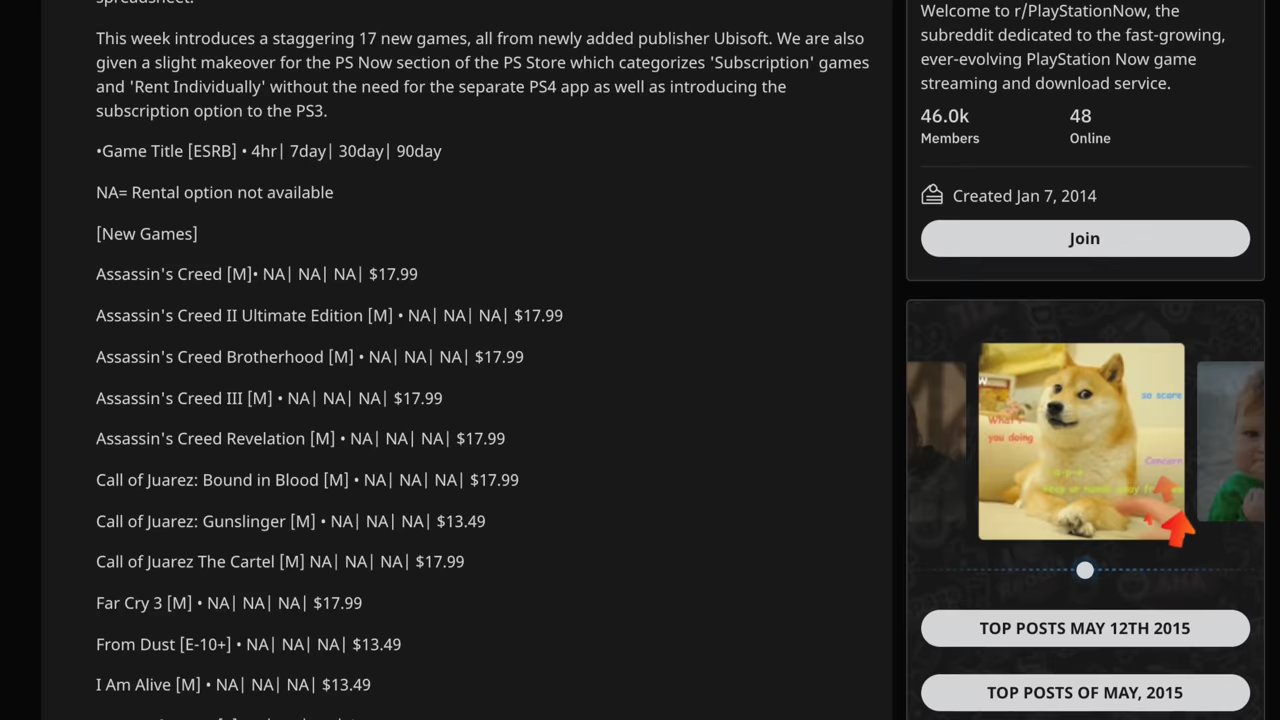 spreadsheet.
This week introduces a staggering 17 new games, all from newly added publisher Ubisoft. We are also
given a slight makeover for the PS Now section of the PS Store which categorizes 'Subscription' games
and 'Rent Individually' without the need for the separate PS4 app as well as introducing the
subscription option to the PS3.
•Game Title [ESRB] • 4hr| 7day| 30day| 90day
NA= Rental option not available
[New Games]
Assassin's Creed [M]• NA| NA| NA| $17.99
Assassin's Creed II Ultimate Edition [M] • NA| NA| NA| $17.99
Assassin's Creed Brotherhood [M] • NA| NA| NA| $17.99
Assassin's Creed III [M] • NA| NA| NA| $17.99
Assassin's Creed Revelation [M] • NA| NA| NA| $17.99
Call of Juarez: Bound in Blood [M] • NA| NA| NA| $17.99
Call of Juarez: Gunslinger [M] • NA| NA| NA| $13.49
Call of Juarez The Cartel [M] NA| NA| NA| $17.99
Far Cry 3 [M] • NA| NA| NA| $17.99
From Dust [E-10+] • NA| NA| NA| $13.49
I Am Alive [M] • NA| NA| NA| $13.49
Welcome to r/PlayStationNow, the
subreddit dedicated to the fast-growing,
ever-evolving PlayStation Now game
streaming and download service.
46.0k
48
Members
Online
Created Jan 7, 2014
Join
so scare
What r
you doing
Concern
TOP POSTS MAY 12TH 2015
TOP POSTS OF MAY, 2015